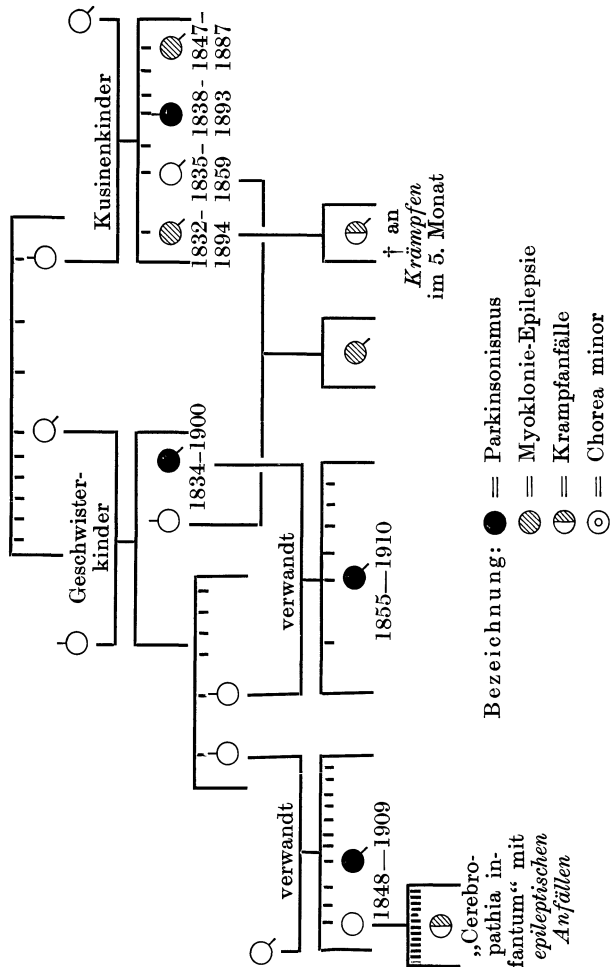 Kusinenkinder
1832–
1894
1835–
1859
1838-
1893
1847–
1887
Geschwister-
kinder
1834–1900
† an
Krämpfen
im 5. Monat
verwandt
1855—1910
verwandt
1848—1909
„Cerebro-
pathia in-
fantum“ mit
epileptischen
Anfällen
Bezeichnung: = Parkinsonismus
= Myoklonie-Epilepsie
= Krampfanfälle
= Chorea minor